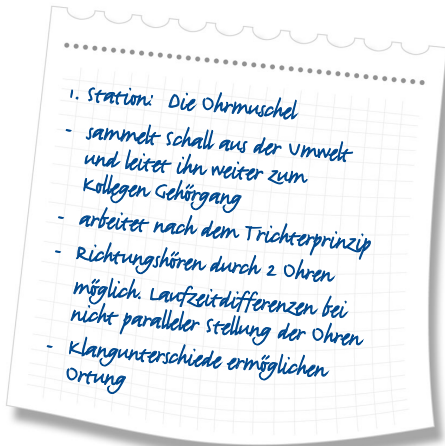 1. Station: Die Ohrmuschel
- sammelt Schall aus der Umwelt
und leitet ihn weiter zum
Kollegen Gehörgang
- arbeitet nach dem Trichterprinzip
- Richtungshören durch 2 Ohren
möglich. Laufzeitdifferenzen bei
nicht paralleler Stellung der Ohren
- Klangunterschiede ermöglichen
Ortung